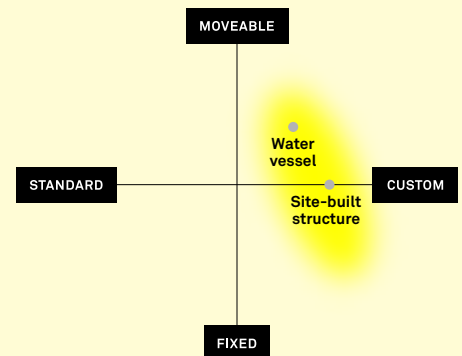 MOVEABLE
Water
vessel
STANDARD
CUSTOM
Site-built
structure
FIXED